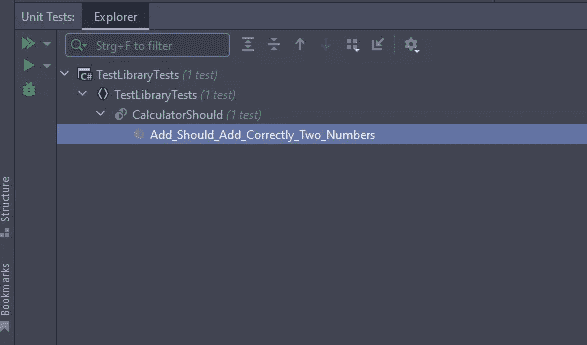 Unit Tests: Explorer
Strg+F to filter
C# TestLibraryTests (1 test)
TestLibraryTests (1 test)
CalculatorShould (1 test)
Add_Should_Add_Correctly_Two_Numbers
Structure
Bookmarks